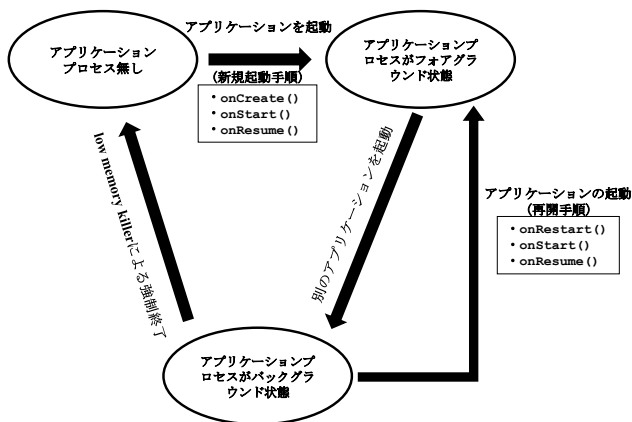 アプリケーションを起動
アプリケーション
プロセス無し
(新規起動手順)
・onCreate()
・onStart()
・onResume()
アプリケーションプ
ロセスがフォアグラ
ウンド状態
low memory killerによる強制終了
別のアプリケーションを起動
アプリケーションの起動
(再開手順)
・onRestart()
・onStart()
・onResume()
アプリケーションプ
ロセスがバックグラ
ウンド状態